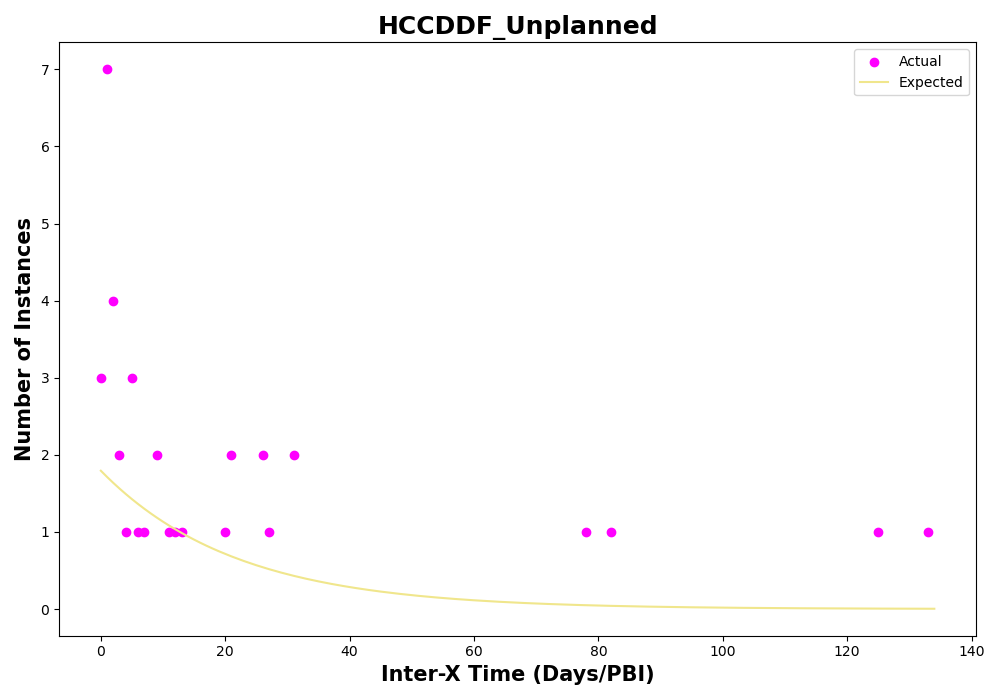 HCCDDF_Unplanned
Actual
Expected
Number of Instances
7
6
5
4
3
2
1
0
0 20 40 60 80 100 120 140
Inter-X Time (Days/PBI)